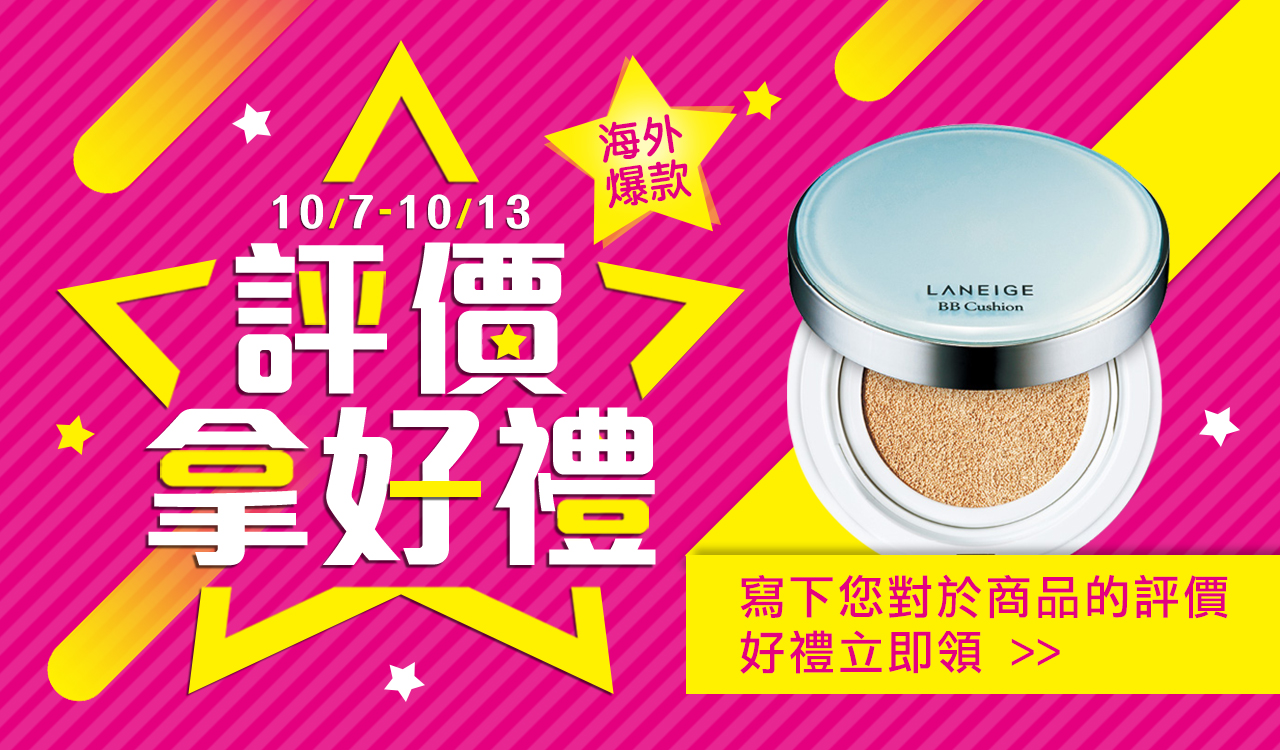 10/7-10/13
評價
拿好禮
海外
爆款
LANEIGE
BB Cushion
寫下您對於商品的評價
好禮立即領 >>